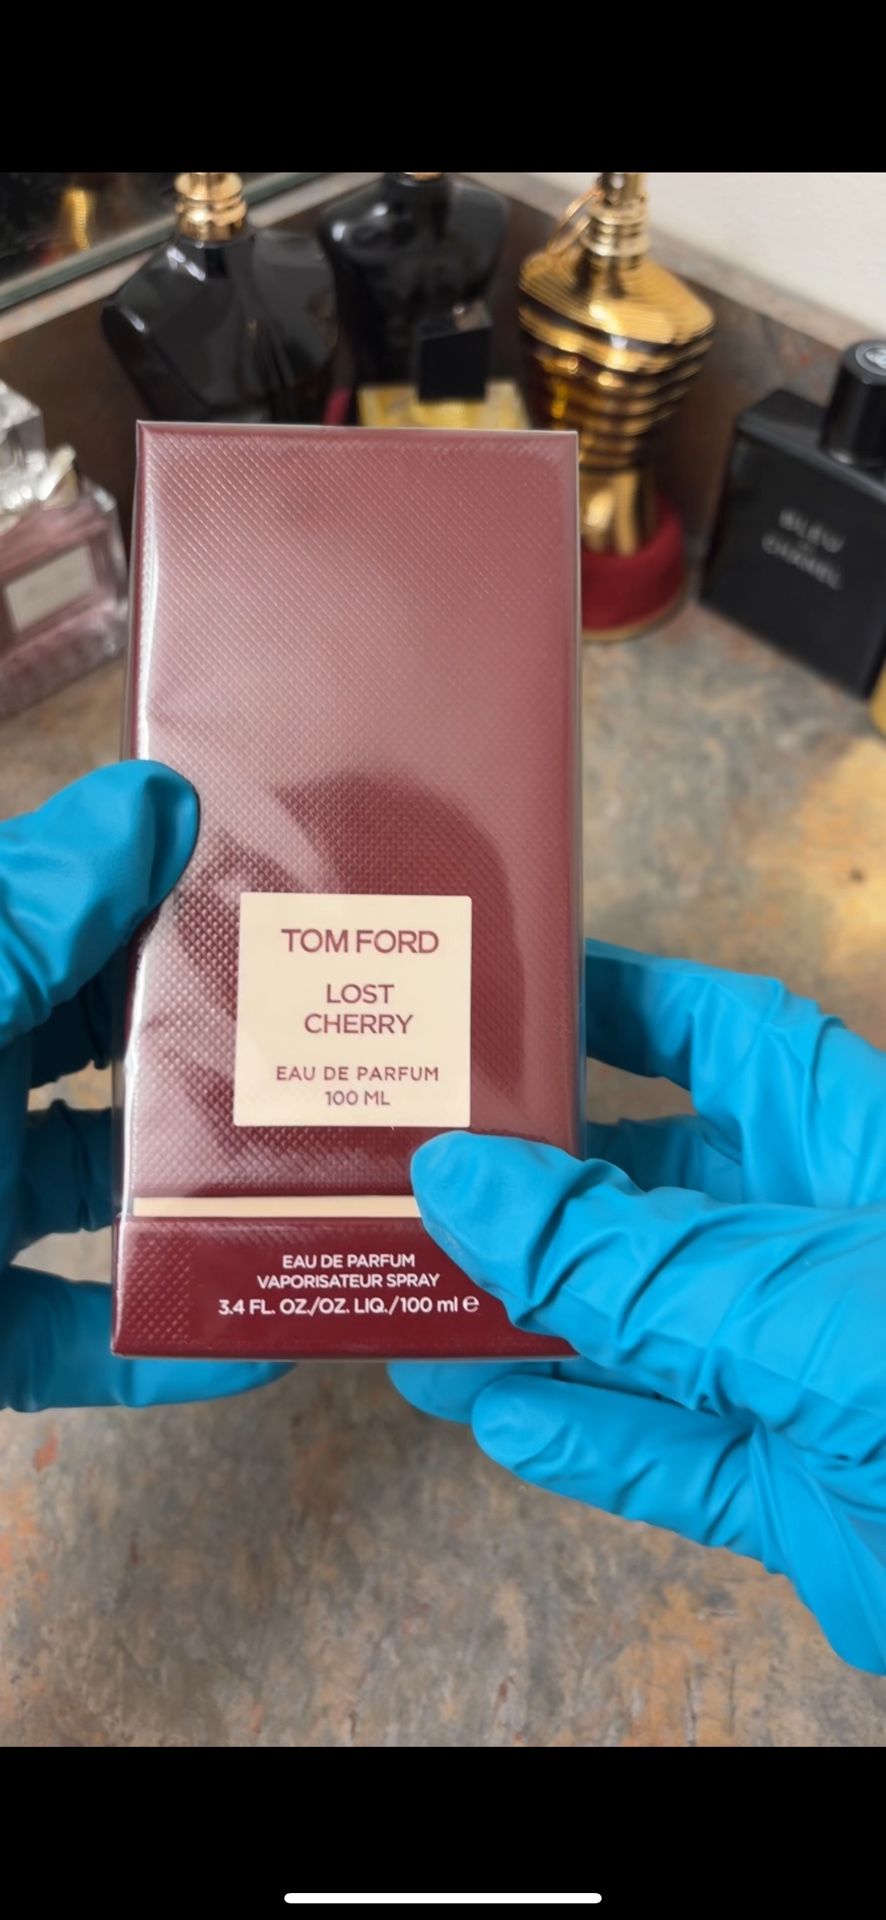 BLEU
DE
CHANEL
TOM FORD
LOST
CHERRY
EAU DE PARFUM
100 ML
EAU DE PARFUM
VAPORISATEUR SPRAY
3.4 FL. OZ./OZ. LIQ./100 ml ℮